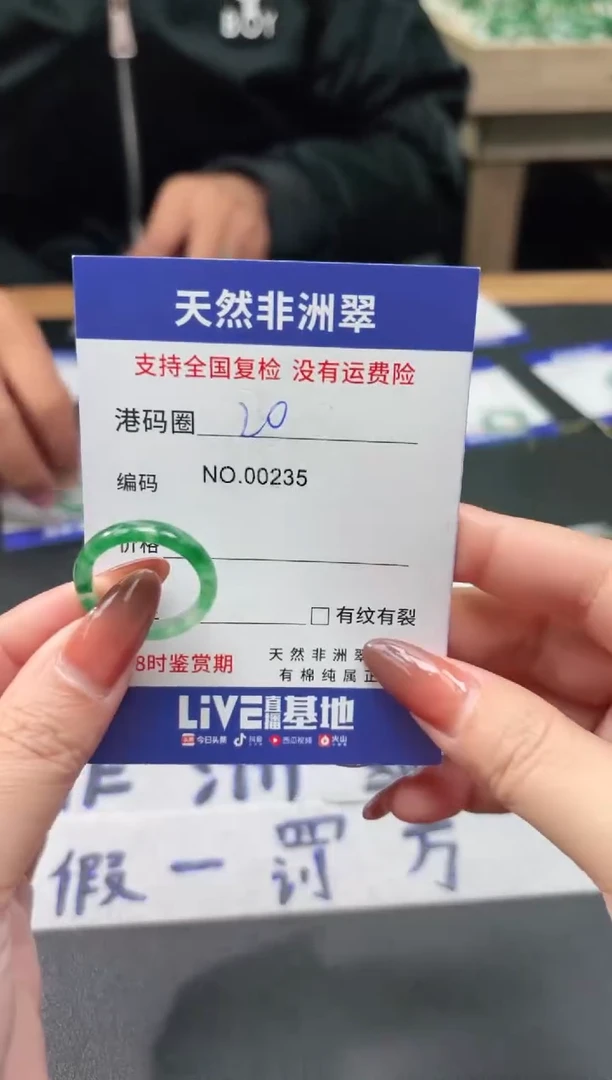 BOY
天然非洲翠
支持全国复检 没有运费险
港码圈 20
编码 NO.00235
价格
□有纹有裂
8时鉴赏期
天然非洲翠
有棉纯属正
LiVE直播基地
今日头条 抖音 西瓜视频 火山
非洲翠
假一罚万